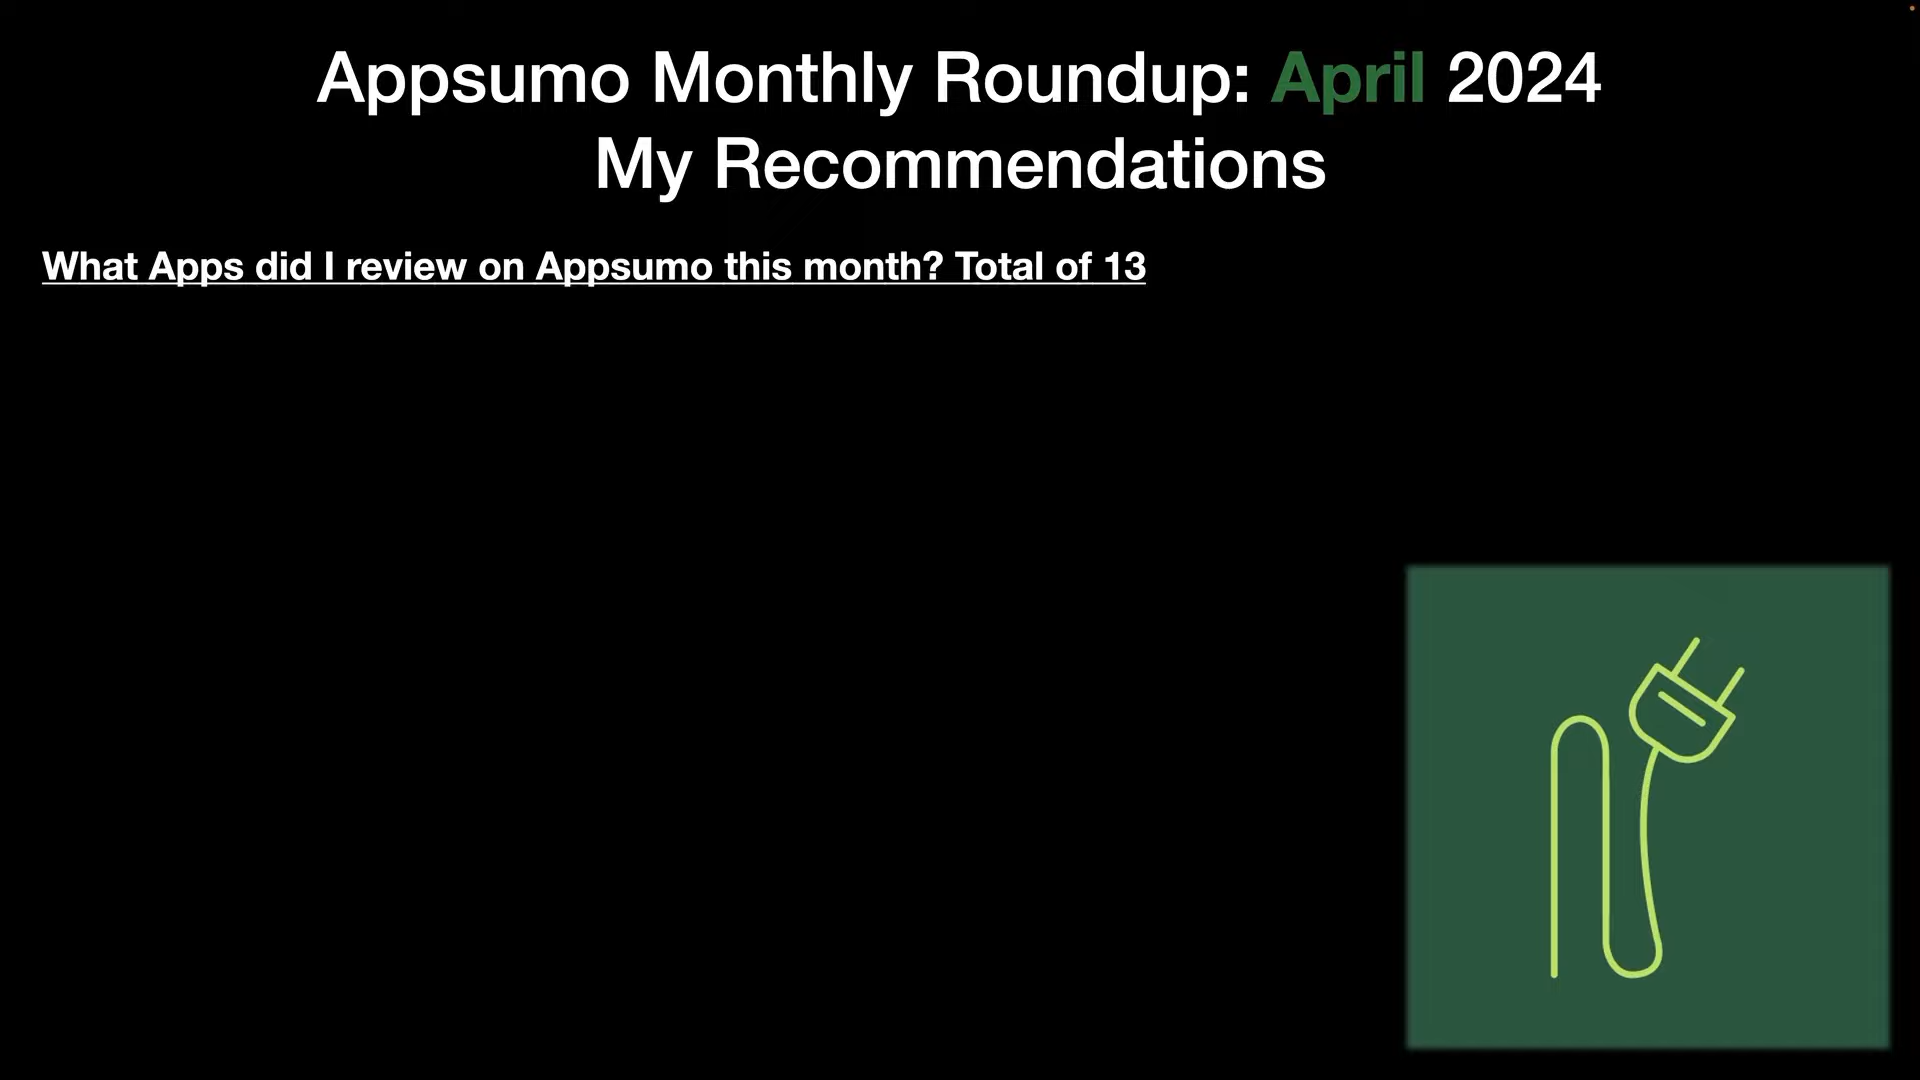 Appsumo Monthly Roundup: April 2024
My Recommendations
What Apps did I review on Appsumo this month? Total of 13